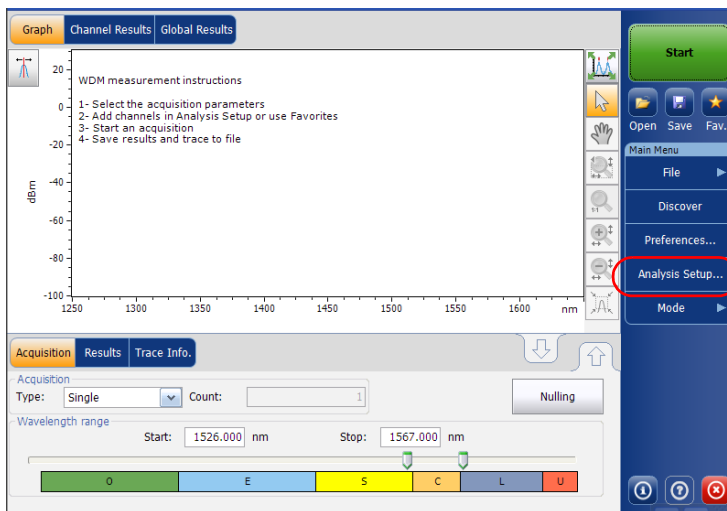 Graph Channel Results Global Results
Start
WDM measurement instructions
1- Select the acquisition parameters
2- Add channels in Analysis Setup or use Favorites
3- Start an acquisition
4- Save results and trace to file
20
0
-20
-40
-60
-80
-100
dBm
1250 1300 1350 1400 1450 1500 1550 1600 nm
1:1
Open Save Fav.
Main Menu
File
Discover
Preferences...
Analysis Setup...
Mode
Acquisition Results Trace Info.
Acquisition
Type: Single Count: 1
Nulling
Wavelength range
Start: 1526.000 nm Stop: 1567.000 nm
O E S C L U